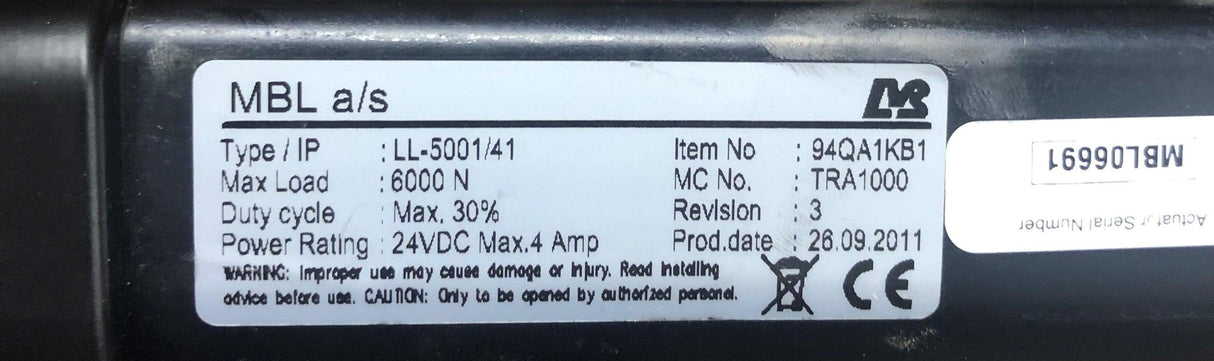 MBL a/s
Type / IP : LL-5001/41
Max Load : 6000 N
Duty cycle : Max. 30%
Power Rating : 24VDC Max.4 Amp
Item No : 94QA1KB1
MC No. : TRA1000
Revision : 3
Prod.date : 26.09.2011
WARNING: Improper use may cause damage or injury. Read installing
advice before use. CAUTION: Only to be opened by authorized personel.
CE
Actuator Serial Number
MBL06691